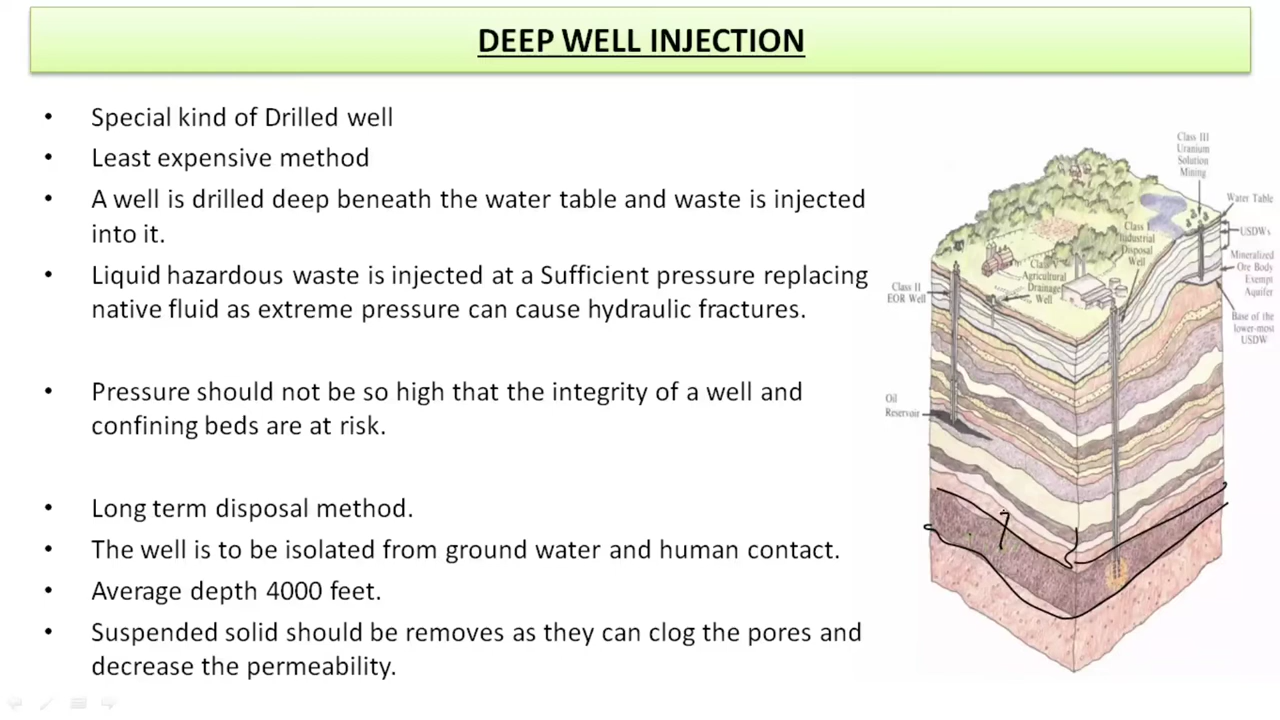 DEEP WELL INJECTION
• Special kind of Drilled well
• Least expensive method
• A well is drilled deep beneath the water table and waste is injected
into it.
• Liquid hazardous waste is injected at a Sufficient pressure replacing
native fluid as extreme pressure can cause hydraulic fractures.
• Pressure should not be so high that the integrity of a well and
confining beds are at risk.
• Long term disposal method.
• The well is to be isolated from ground water and human contact.
• Average depth 4000 feet.
• Suspended solid should be removes as they can clog the pores and
decrease the permeability.
Class III
Uranium
Solution
Mining
Water Table
USDWs
Mineralized
Ore Body
Exempt
Aquifer
Base of the
lower-most
USDW
Class I
Industrial
Disposal
Well
Class V
Agricultural
Drainage
Well
Class II
EOR Well
Oil
Reservoir